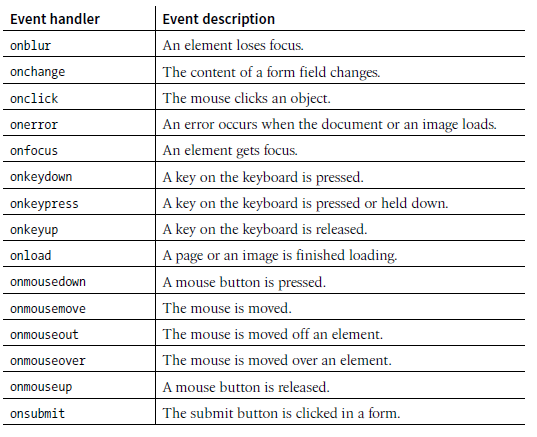 Event handler Event description
onblur An element loses focus.
onchange The content of a form field changes.
onclick The mouse clicks an object.
onerror An error occurs when the document or an image loads.
onfocus An element gets focus.
onkeydown A key on the keyboard is pressed.
onkeypress A key on the keyboard is pressed or held down.
onkeyup A key on the keyboard is released.
onload A page or an image is finished loading.
onmousedown A mouse button is pressed.
onmousemove The mouse is moved.
onmouseout The mouse is moved off an element.
onmouseover The mouse is moved over an element.
onmouseup A mouse button is released.
onsubmit The submit button is clicked in a form.